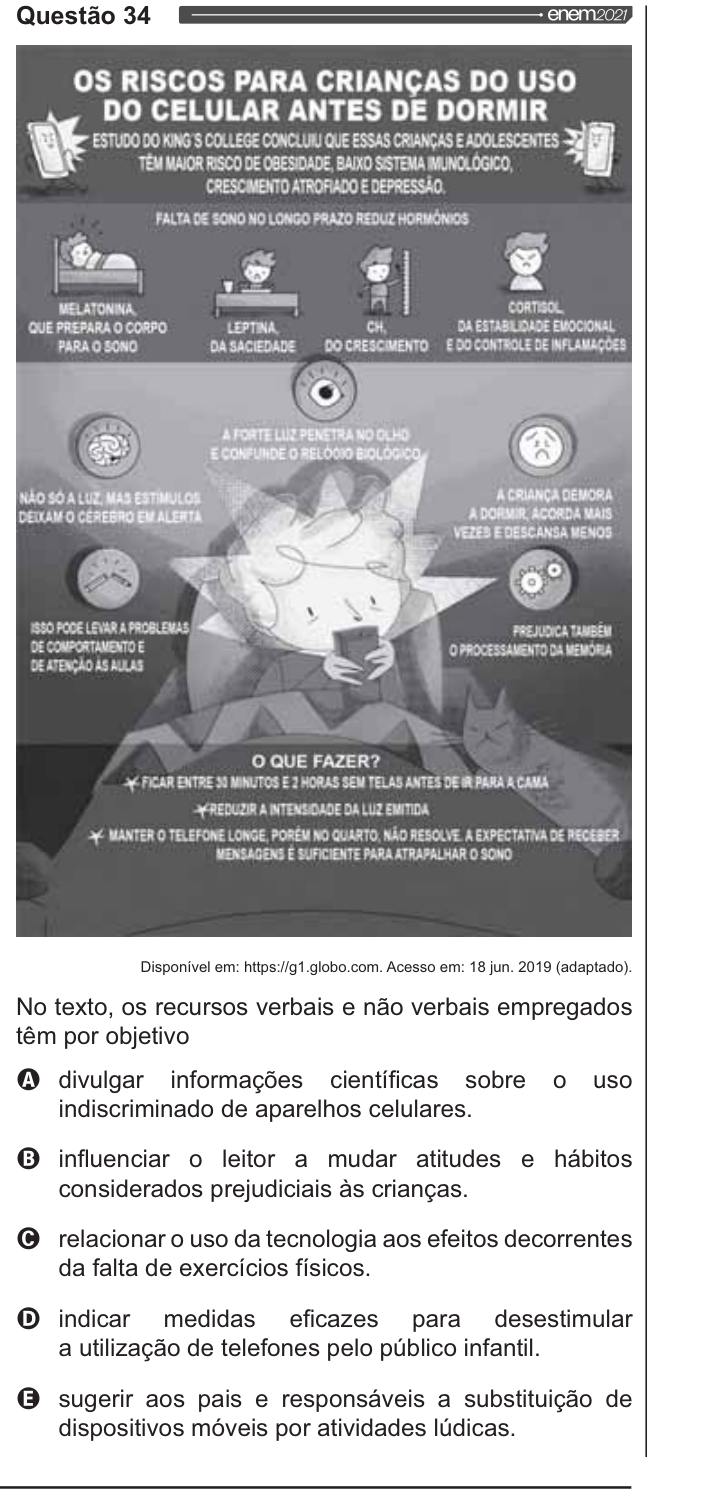 Questão 34
enem2021
OS RISCOS PARA CRIANÇAS DO USO
DO CELULAR ANTES DE DORMIR
ESTUDO DO KING'S COLLEGE CONCLUIU QUE ESSAS CRIANÇAS E ADOLESCENTES
TÊM MAIOR RISCO DE OBESIDADE, BAIXO SISTEMA IMUNOLÓGICO,
CRESCIMENTO ATROFIADO E DEPRESSÃO.
FALTA DE SONO NO LONGO PRAZO REDUZ HORMÔNIOS
MELATONINA,
QUE PREPARA O CORPO
PARA O SONO
LEPTINA,
DA SACIEDADE
CH,
DO CRESCIMENTO
CORTISOL,
DA ESTABILIDADE EMOCIONAL
E DO CONTROLE DE INFLAMAÇÕES
A FORTE LUZ PENETRA NO OLHO
E CONFUNDE O RELÓGIO BIOLÓGICO
NÃO SÓ A LUZ, MAS ESTÍMULOS
DEIXAM O CÉREBRO EM ALERTA
A CRIANÇA DEMORA
A DORMIR, ACORDA MAIS
VEZES E DESCANSA MENOS
ISSO PODE LEVAR A PROBLEMAS
DE COMPORTAMENTO E
DE ATENÇÃO ÀS AULAS
PREJUDICA TAMBÉM
O PROCESSAMENTO DA MEMÓRIA
O QUE FAZER?
FICAR ENTRE 30 MINUTOS E 2 HORAS SEM TELAS ANTES DE IR PARA A CAMA
REDUZIR A INTENSIDADE DA LUZ EMITIDA
MANTER O TELEFONE LONGE, PORÉM NO QUARTO, NÃO RESOLVE. A EXPECTATIVA DE RECEBER
MENSAGENS É SUFICIENTE PARA ATRAPALHAR O SONO
Disponível em: https://g1.globo.com. Acesso em: 18 jun. 2019 (adaptado).
No texto, os recursos verbais e não verbais empregados
têm por objetivo
A divulgar informações científicas sobre o uso
indiscriminado de aparelhos celulares.
B influenciar o leitor a mudar atitudes e hábitos
considerados prejudiciais às crianças.
C relacionar o uso da tecnologia aos efeitos decorrentes
da falta de exercícios físicos.
D indicar medidas eficazes para desestimular
a utilização de telefones pelo público infantil.
E sugerir aos pais e responsáveis a substituição de
dispositivos móveis por atividades lúdicas.